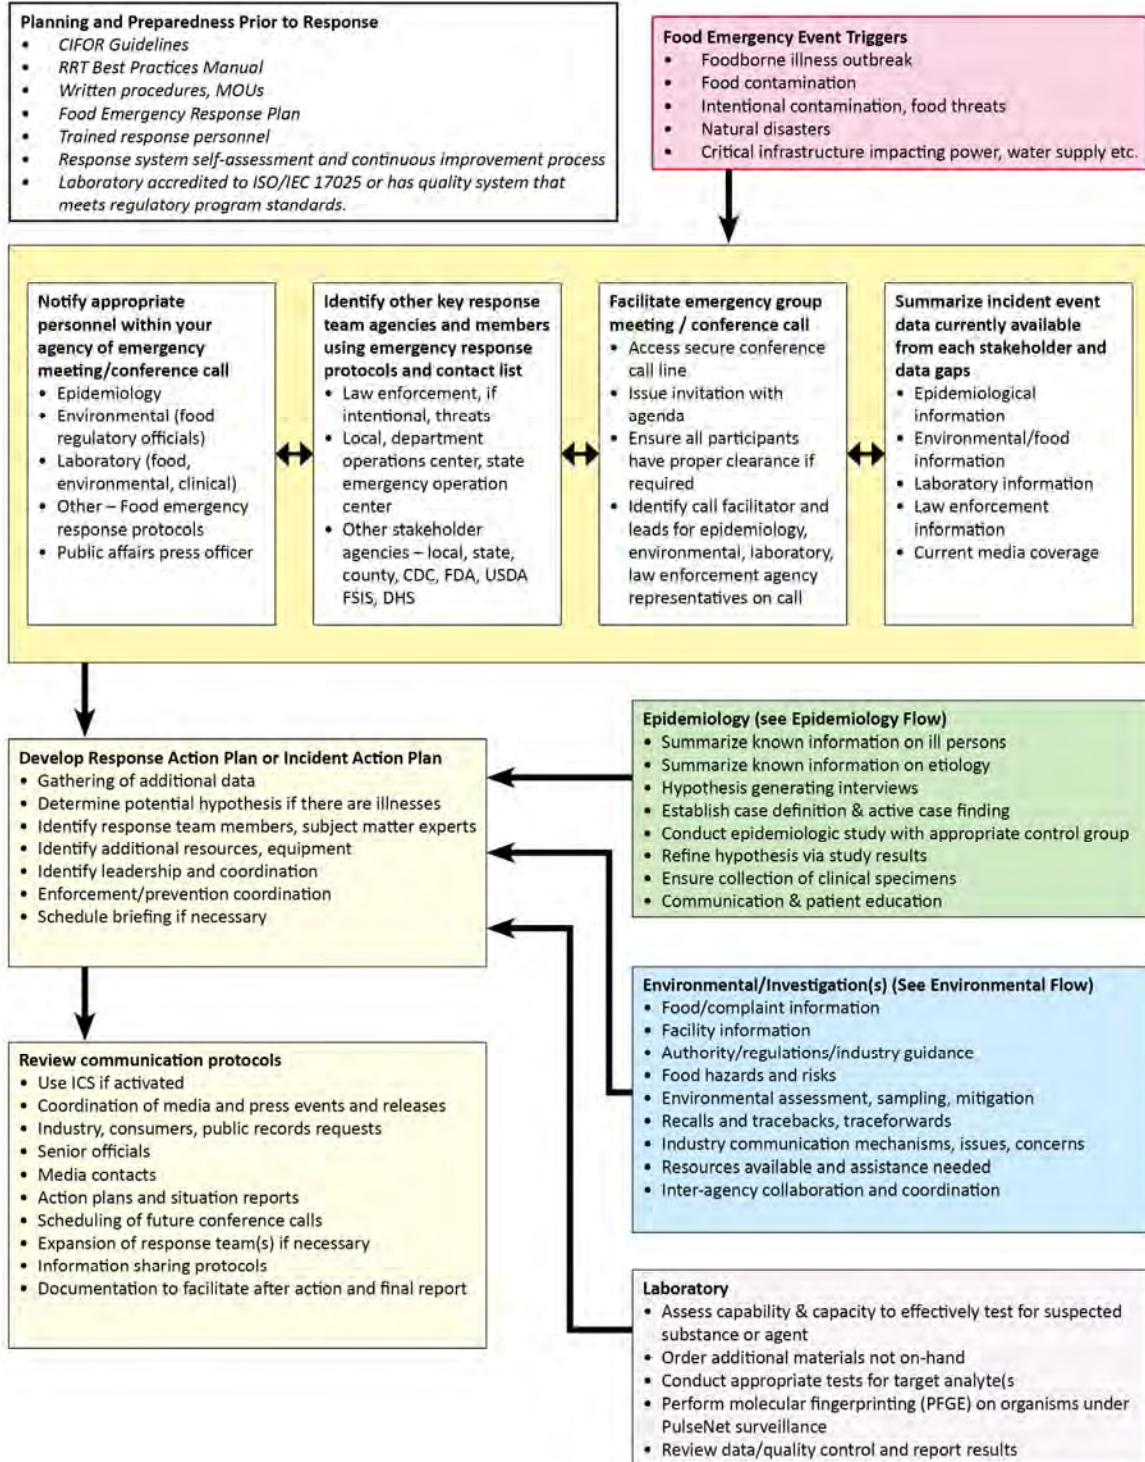 Planning and Preparedness Prior to Response
• CIFOR Guidelines
• RRT Best Practices Manual
• Written procedures, MOUs
• Food Emergency Response Plan
• Trained response personnel
• Response system self-assessment and continuous improvement process
• Laboratory accredited to ISO/IEC 17025 or has quality system that
meets regulatory program standards.
Food Emergency Event Triggers
• Foodborne illness outbreak
• Food contamination
• Intentional contamination, food threats
• Natural disasters
• Critical infrastructure impacting power, water supply etc.
Notify appropriate
personnel within your
agency of emergency
meeting/conference call
• Epidemiology
• Environmental (food
regulatory officials)
• Laboratory (food,
environmental, clinical)
• Other – Food emergency
response protocols
• Public affairs press officer
Identify other key response
team agencies and members
using emergency response
protocols and contact list
• Law enforcement, if
intentional, threats
• Local, department
operations center, state
emergency operation
center
• Other stakeholder
agencies – local, state,
county, CDC, FDA, USDA
FSIS, DHS
Facilitate emergency group
meeting / conference call
• Access secure conference
call line
• Issue invitation with
agenda
• Ensure all participants
have proper clearance if
required
• Identify call facilitator and
leads for epidemiology,
environmental, laboratory,
law enforcement agency
representatives on call
Summarize incident event
data currently available
from each stakeholder and
data gaps
• Epidemiological
information
• Environmental/food
information
• Laboratory information
• Law enforcement
information
• Current media coverage
Develop Response Action Plan or Incident Action Plan
• Gathering of additional data
• Determine potential hypothesis if there are illnesses
• Identify response team members, subject matter experts
• Identify additional resources, equipment
• Identify leadership and coordination
• Enforcement/prevention coordination
• Schedule briefing if necessary
Epidemiology (see Epidemiology Flow)
• Summarize known information on ill persons
• Summarize known information on etiology
• Hypothesis generating interviews
• Establish case definition & active case finding
• Conduct epidemiologic study with appropriate control group
• Refine hypothesis via study results
• Ensure collection of clinical specimens
• Communication & patient education
Environmental/Investigation(s) (See Environmental Flow)
• Food/complaint information
• Facility information
• Authority/regulations/industry guidance
• Food hazards and risks
• Environmental assessment, sampling, mitigation
• Recalls and tracebacks, traceforwards
• Industry communication mechanisms, issues, concerns
• Resources available and assistance needed
• Inter-agency collaboration and coordination
Review communication protocols
• Use ICS if activated
• Coordination of media and press events and releases
• Industry, consumers, public records requests
• Senior officials
• Media contacts
• Action plans and situation reports
• Scheduling of future conference calls
• Expansion of response team(s) if necessary
• Information sharing protocols
• Documentation to facilitate after action and final report
Laboratory
• Assess capability & capacity to effectively test for suspected
substance or agent
• Order additional materials not on-hand
• Conduct appropriate tests for target analyte(s
• Perform molecular fingerprinting (PFGE) on organisms under
PulseNet surveillance
• Review data/quality control and report results